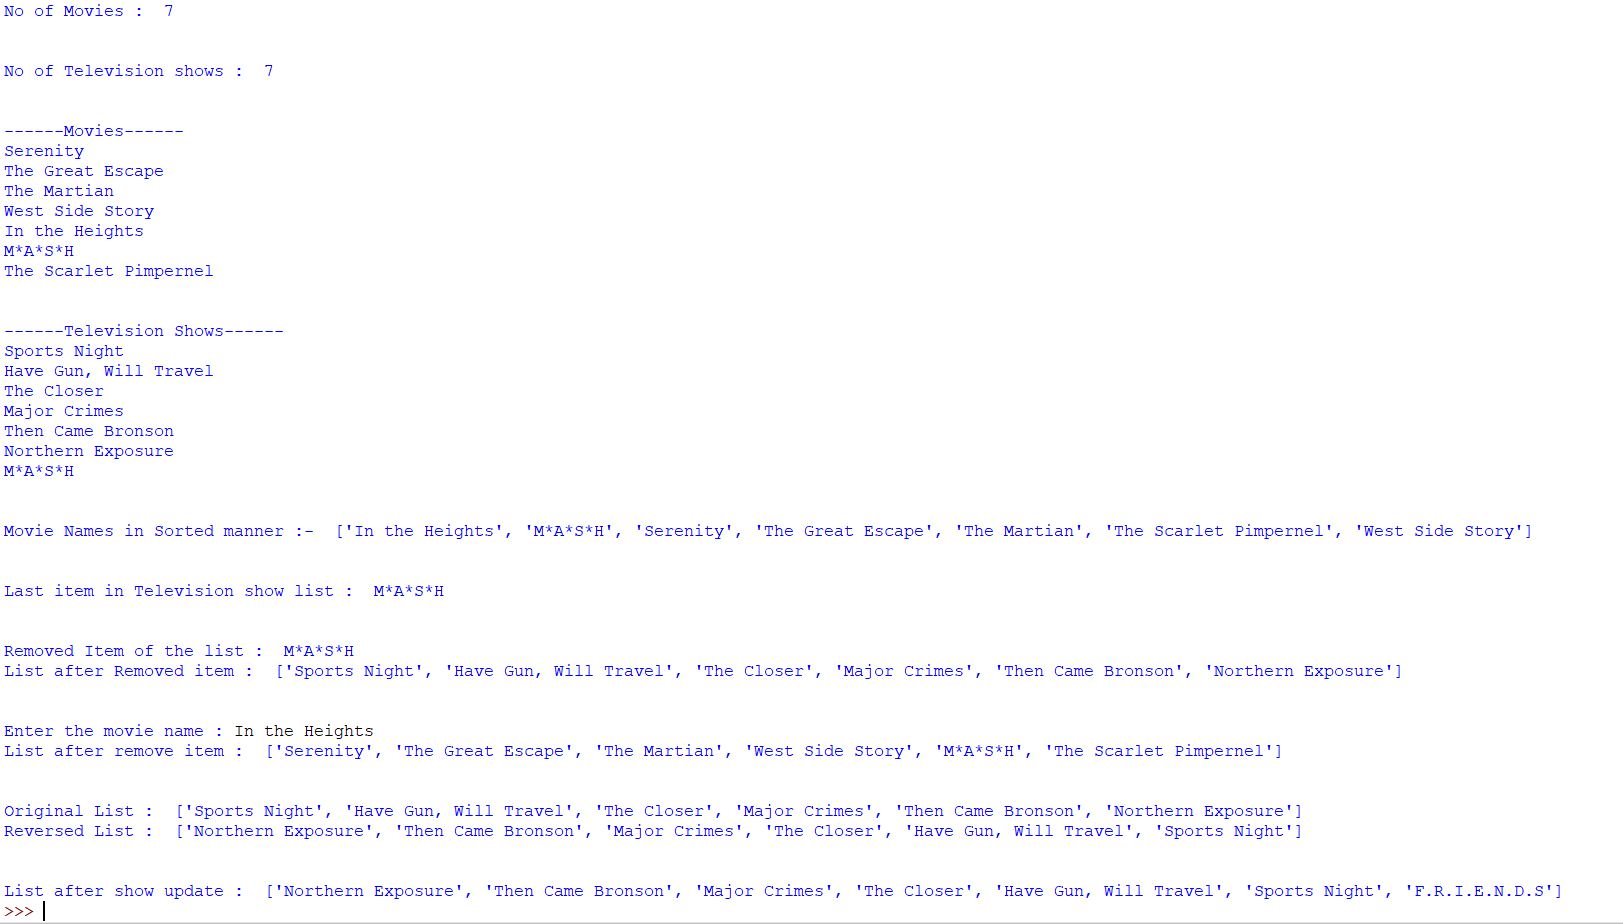 No of Movies :  7
No of Television shows :  7
------Movies------
Serenity
The Great Escape
The Martian
West Side Story
In the Heights
M*A*S*H
The Scarlet Pimpernel
------Television Shows------
Sports Night
Have Gun, Will Travel
The Closer
Major Crimes
Then Came Bronson
Northern Exposure
M*A*S*H
Movie Names in Sorted manner :-  ['In the Heights', 'M*A*S*H', 'Serenity', 'The Great Escape', 'The Martian', 'The Scarlet Pimpernel', 'West Side Story']
Last item in Television show list :  M*A*S*H
Removed Item of the list :  M*A*S*H
List after Removed item :  ['Sports Night', 'Have Gun, Will Travel', 'The Closer', 'Major Crimes', 'Then Came Bronson', 'Northern Exposure']
Enter the movie name : In the Heights
List after remove item :  ['Serenity', 'The Great Escape', 'The Martian', 'West Side Story', 'M*A*S*H', 'The Scarlet Pimpernel']
Original List :  ['Sports Night', 'Have Gun, Will Travel', 'The Closer', 'Major Crimes', 'Then Came Bronson', 'Northern Exposure']
Reversed List :  ['Northern Exposure', 'Then Came Bronson', 'Major Crimes', 'The Closer', 'Have Gun, Will Travel', 'Sports Night']
List after show update :  ['Northern Exposure', 'Then Came Bronson', 'Major Crimes', 'The Closer', 'Have Gun, Will Travel', 'Sports Night', 'F.R.I.E.N.D.S']
>>>